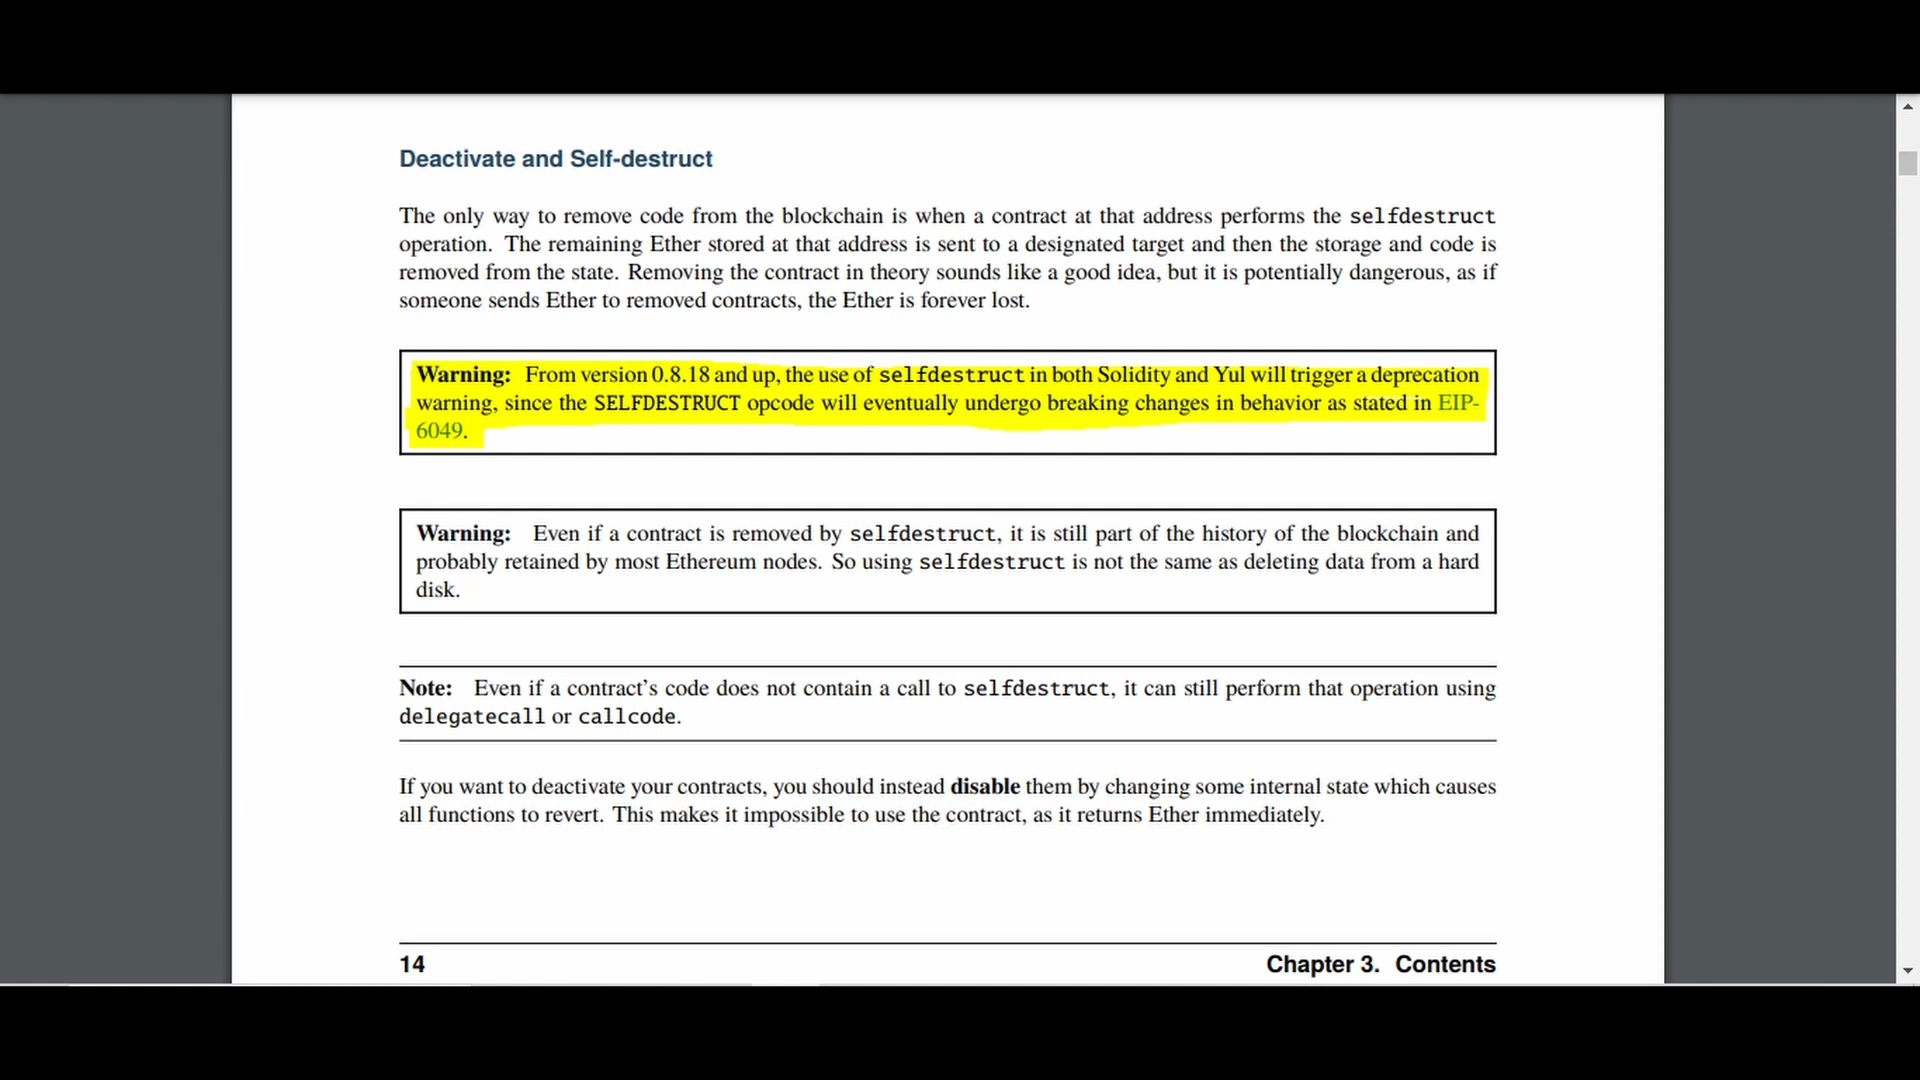 Deactivate and Self-destruct
The only way to remove code from the blockchain is when a contract at that address performs the selfdestruct
operation. The remaining Ether stored at that address is sent to a designated target and then the storage and code is
removed from the state. Removing the contract in theory sounds like a good idea, but it is potentially dangerous, as if
someone sends Ether to removed contracts, the Ether is forever lost.
Warning: From version 0.8.18 and up, the use of selfdestruct in both Solidity and Yul will trigger a deprecation
warning, since the SELFDESTRUCT opcode will eventually undergo breaking changes in behavior as stated in EIP-
6049.
Warning: Even if a contract is removed by selfdestruct, it is still part of the history of the blockchain and
probably retained by most Ethereum nodes. So using selfdestruct is not the same as deleting data from a hard
disk.
Note: Even if a contract's code does not contain a call to selfdestruct, it can still perform that operation using
delegatecall or callcode.
If you want to deactivate your contracts, you should instead disable them by changing some internal state which causes
all functions to revert. This makes it impossible to use the contract, as it returns Ether immediately.
14 Chapter 3. Contents